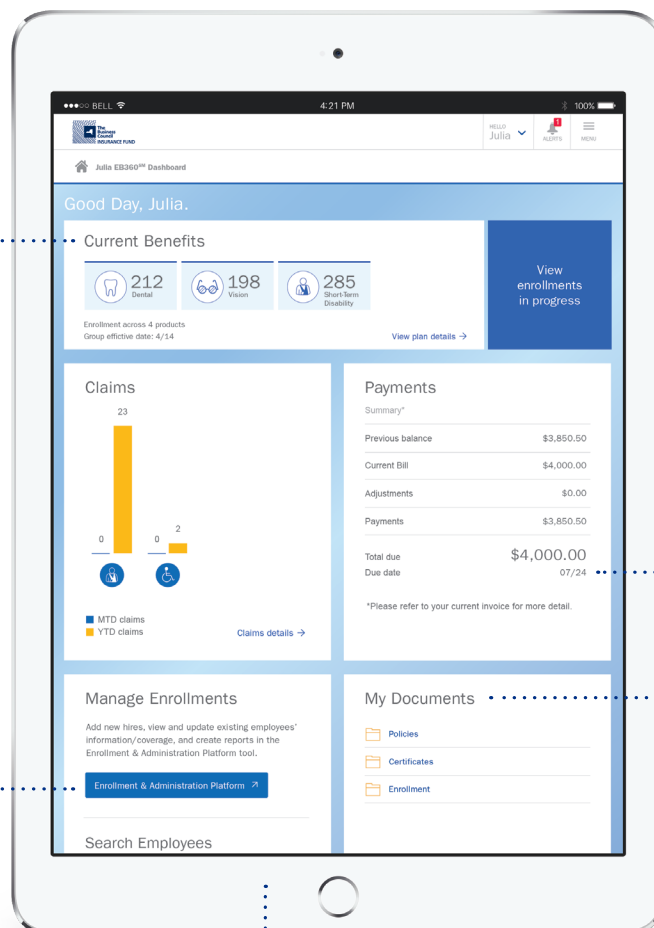 BELL
4:21 PM
100%
The
Business
Council
INSURANCE FUND
HELLO
Julia
1
ALERTS
MENU
Julia EB360SM Dashboard
Good Day, Julia.
Current Benefits
212
Dental
198
Vision
285
Short-Term
Disability
Enrollment across 4 products
Group effictive date: 4/14
View plan details →
View
enrollments
in progress
Claims
23
0
0
2
MTD claims
YTD claims
Claims details →
Payments
Summary*
Previous balance $3,850.50
Current Bill $4,000.00
Adjustments $0.00
Payments $3,850.50
Total due $4,000.00
Due date 07/24
*Please refer to your current invoice for more detail.
Manage Enrollments
Add new hires, view and update existing employees'
information/coverage, and create reports in the
Enrollment & Administration Platform tool.
Enrollment & Administration Platform ↗
Search Employees
My Documents
Policies
Certificates
Enrollment